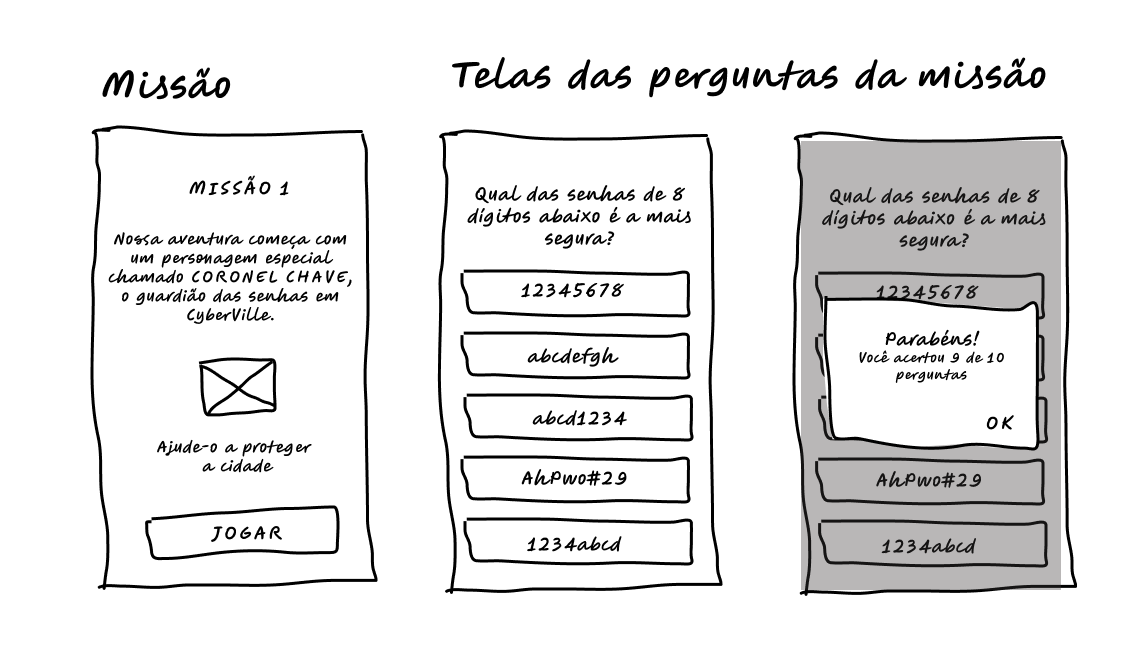 Missão
Telas das perguntas da missão
MISSÃO 1
Nossa aventura começa com
um personagem especial
chamado CORONEL CHAVE,
o guardião das senhas em
CyberVille.
Ajude-o a proteger
a cidade
JOGAR
Qual das senhas de 8
dígitos abaixo é a mais
segura?
12345678
abcdefgh
abcd1234
AhPwo#29
1234abcd
Qual das senhas de 8
dígitos abaixo é a mais
segura?
12345678
Parabéns!
Você acertou 9 de 10
perguntas
OK
AhPwo#29
1234abcd